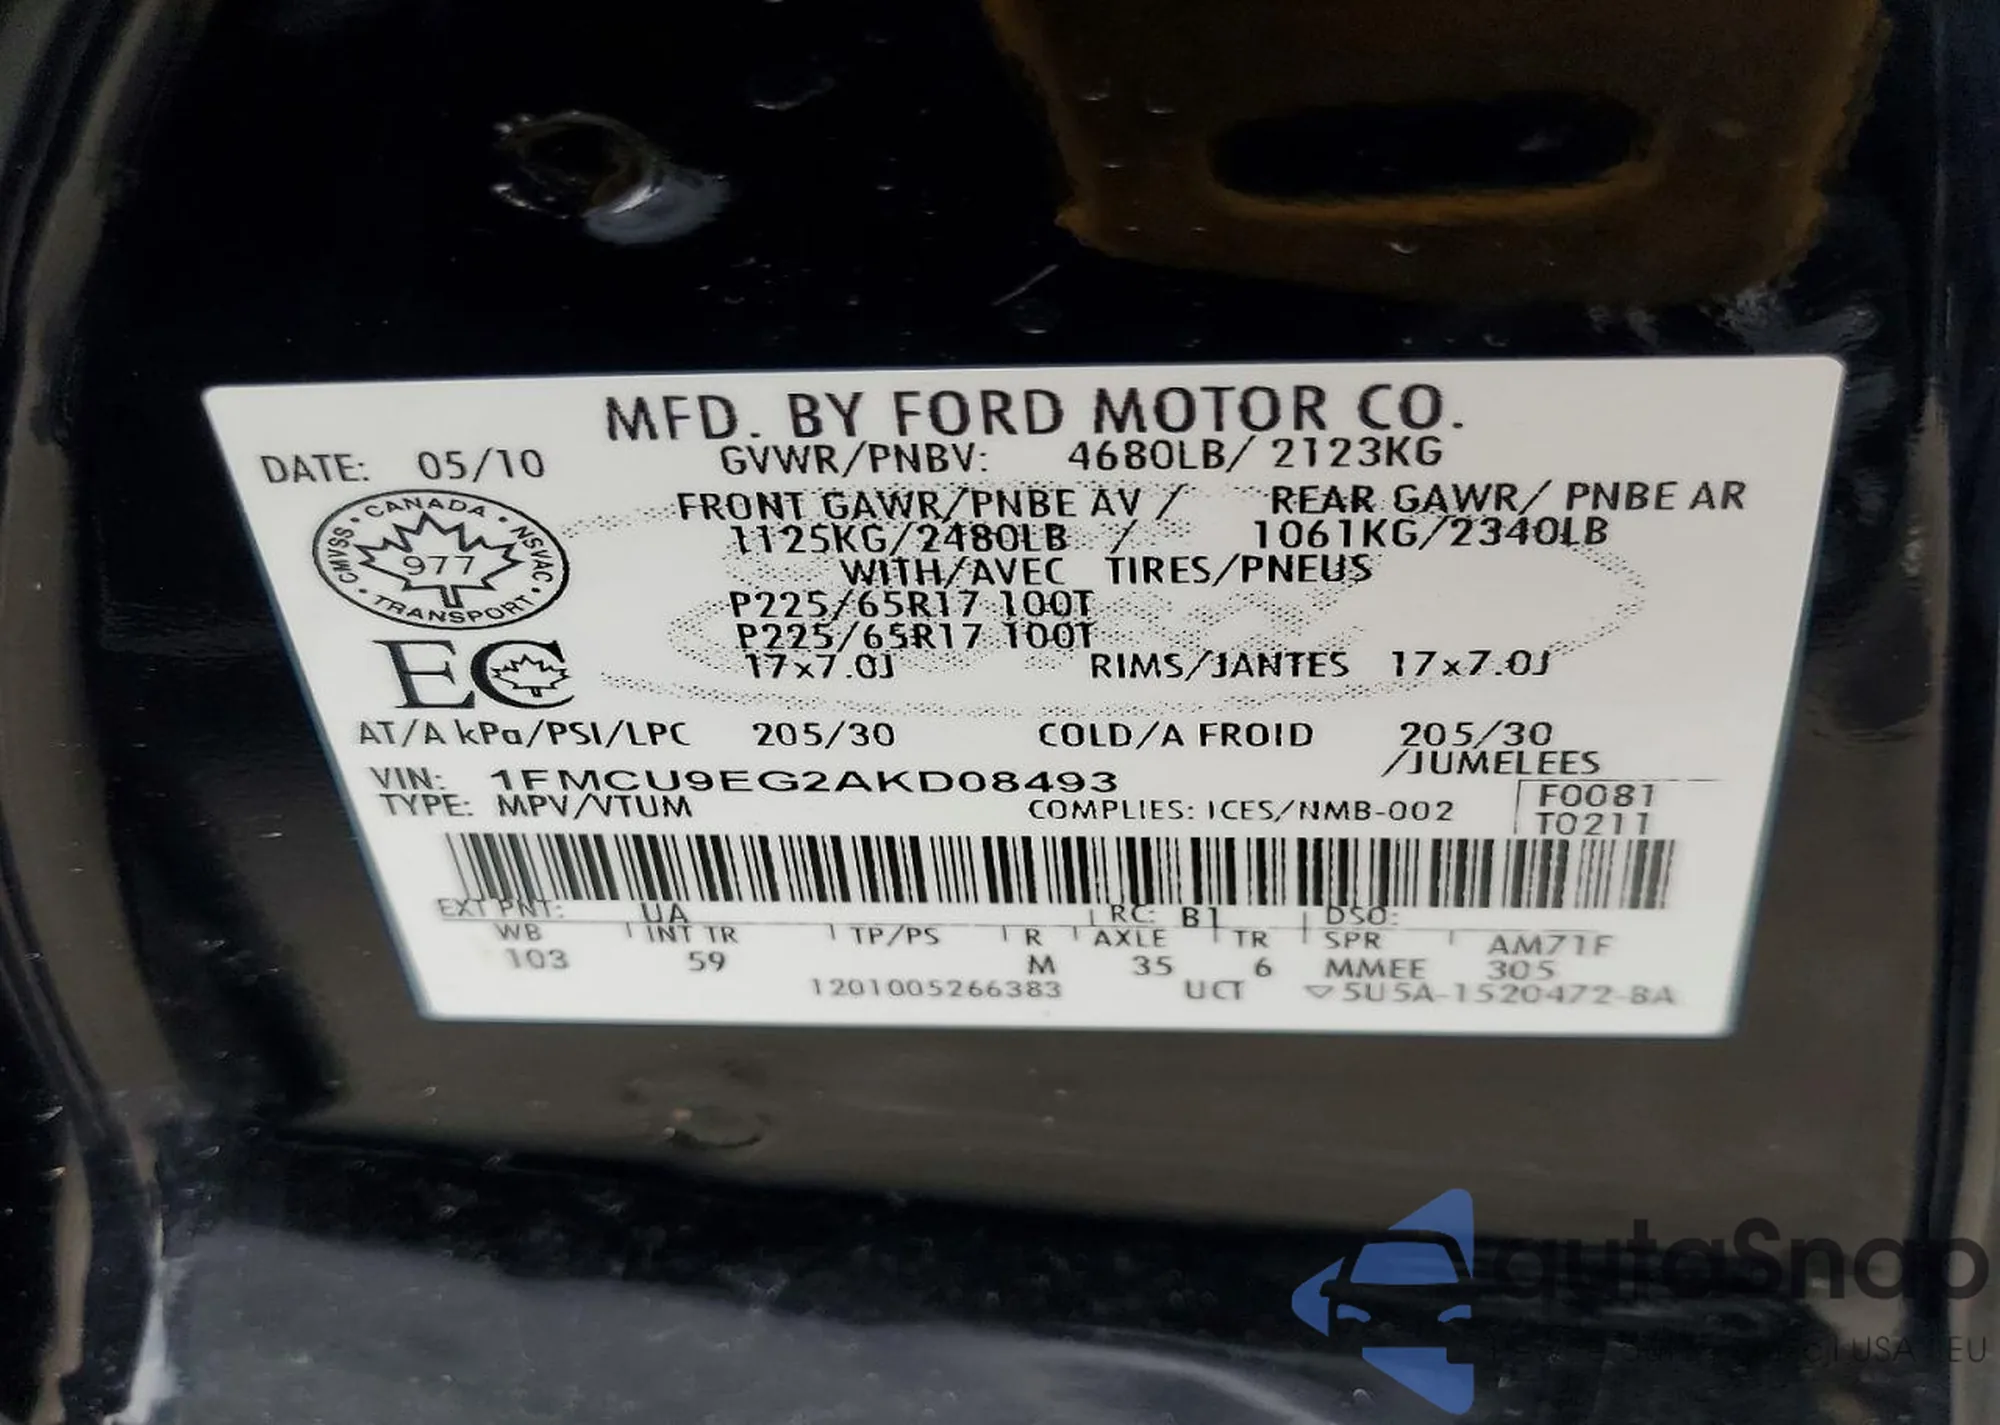 MFD. BY FORD MOTOR CO.
DATE: 05/10 GVWR/PNBV: 4680LB/ 2123KG
FRONT GAWR/PNBE AV / REAR GAWR/ PNBE AR
1125KG/2480LB / 1061KG/2340LB
WITH/AVEC TIRES/PNEUS
P225/65R17 100T
P225/65R17 100T
17x7.0J RIMS/JANTES 17x7.0J
CANADA
CMVSS • NSVAC
977
TRANSPORT
EC
AT/A kPa/PSI/LPC 205/30 COLD/A FROID 205/30
/JUMELEES
VIN: 1FMCU9EG2AKD08493
TYPE: MPV/VTUM COMPLIES: ICES/NMB-002
F0081
T0211
EXT PNT: UA RC: B1 DSO:
WB INT TR TP/PS R AXLE TR SPR AM71F
103 59 M 35 6 MMEE 305
1201005266383 UCT ▽5U5A-1520472-BA
autaSnap
USA EU